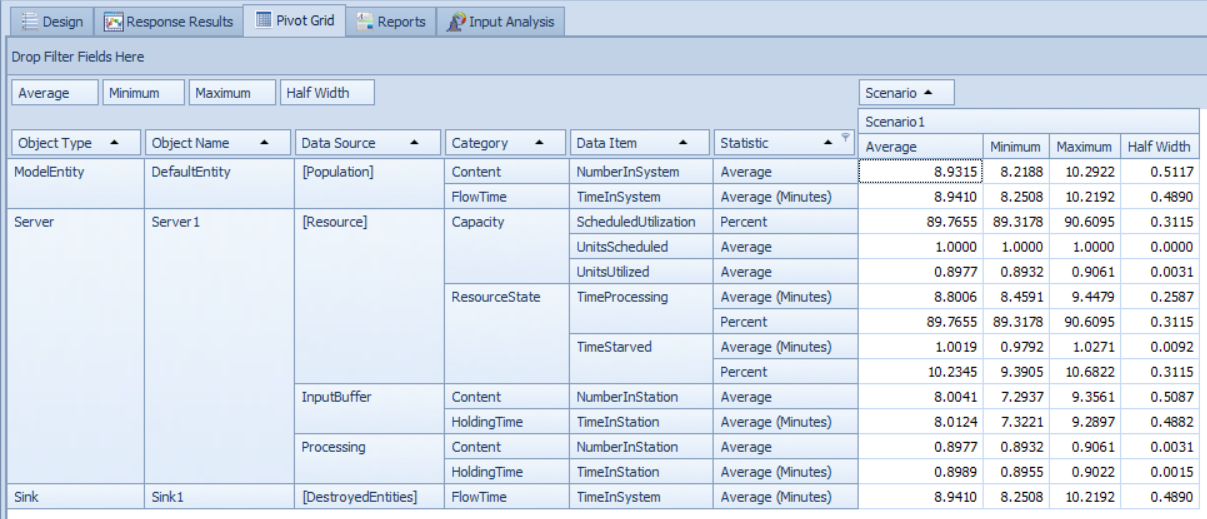 Design Response Results Pivot Grid Reports Input Analysis
Drop Filter Fields Here
Average Minimum Maximum Half Width Scenario
Scenario1
Object Type Object Name Data Source Category Data Item Statistic Average Minimum Maximum Half Width
ModelEntity DefaultEntity [Population] Content NumberInSystem Average 8.9315 8.2188 10.2922 0.5117
FlowTime TimeInSystem Average (Minutes) 8.9410 8.2508 10.2192 0.4890
Server Server1 [Resource] Capacity ScheduledUtilization Percent 89.7655 89.3178 90.6095 0.3115
UnitsScheduled Average 1.0000 1.0000 1.0000 0.0000
UnitsUtilized Average 0.8977 0.8932 0.9061 0.0031
ResourceState TimeProcessing Average (Minutes) 8.8006 8.4591 9.4479 0.2587
Percent 89.7655 89.3178 90.6095 0.3115
TimeStarved Average (Minutes) 1.0019 0.9792 1.0271 0.0092
Percent 10.2345 9.3905 10.6822 0.3115
InputBuffer Content NumberInStation Average 8.0041 7.2937 9.3561 0.5087
HoldingTime TimeInStation Average (Minutes) 8.0124 7.3221 9.2897 0.4882
Processing Content NumberInStation Average 0.8977 0.8932 0.9061 0.0031
HoldingTime TimeInStation Average (Minutes) 0.8989 0.8955 0.9022 0.0015
Sink Sink1 [DestroyedEntities] FlowTime TimeInSystem Average (Minutes) 8.9410 8.2508 10.2192 0.4890